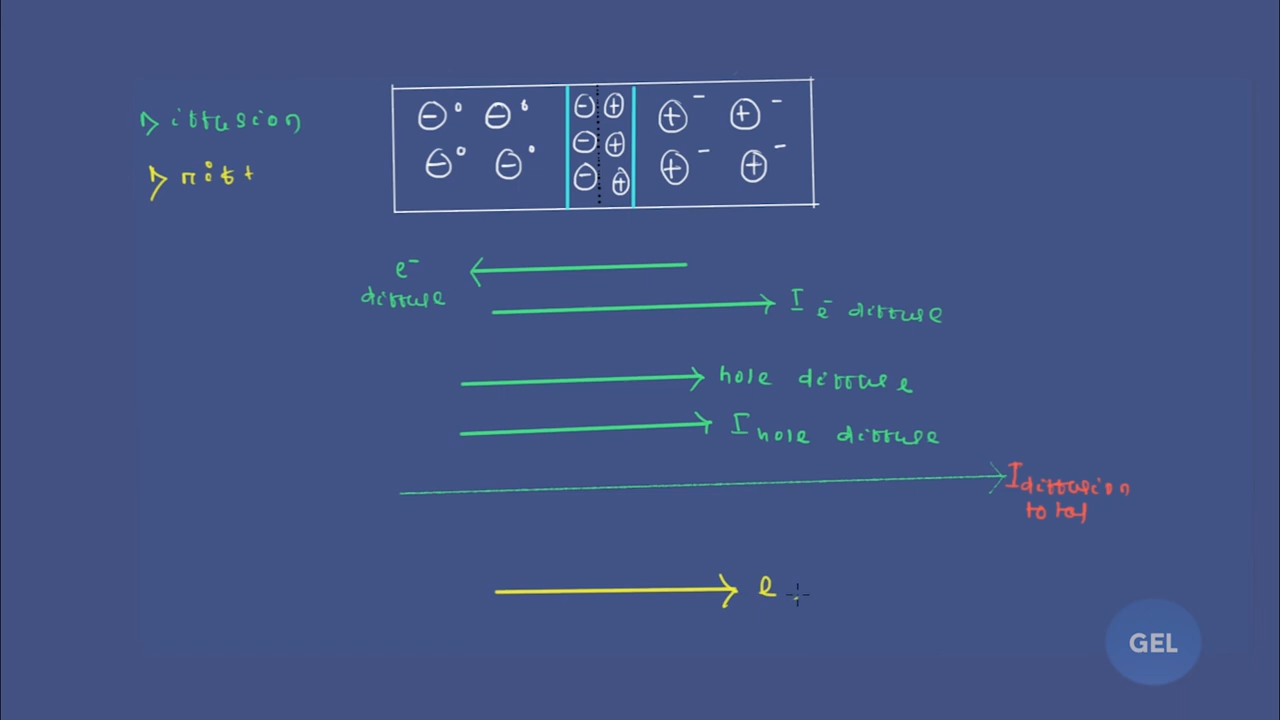 Diffusion
Drift
e⁻
diffuse
I e⁻ diffuse
hole diffuse
I hole diffuse
I diffusion
total
e
GEL